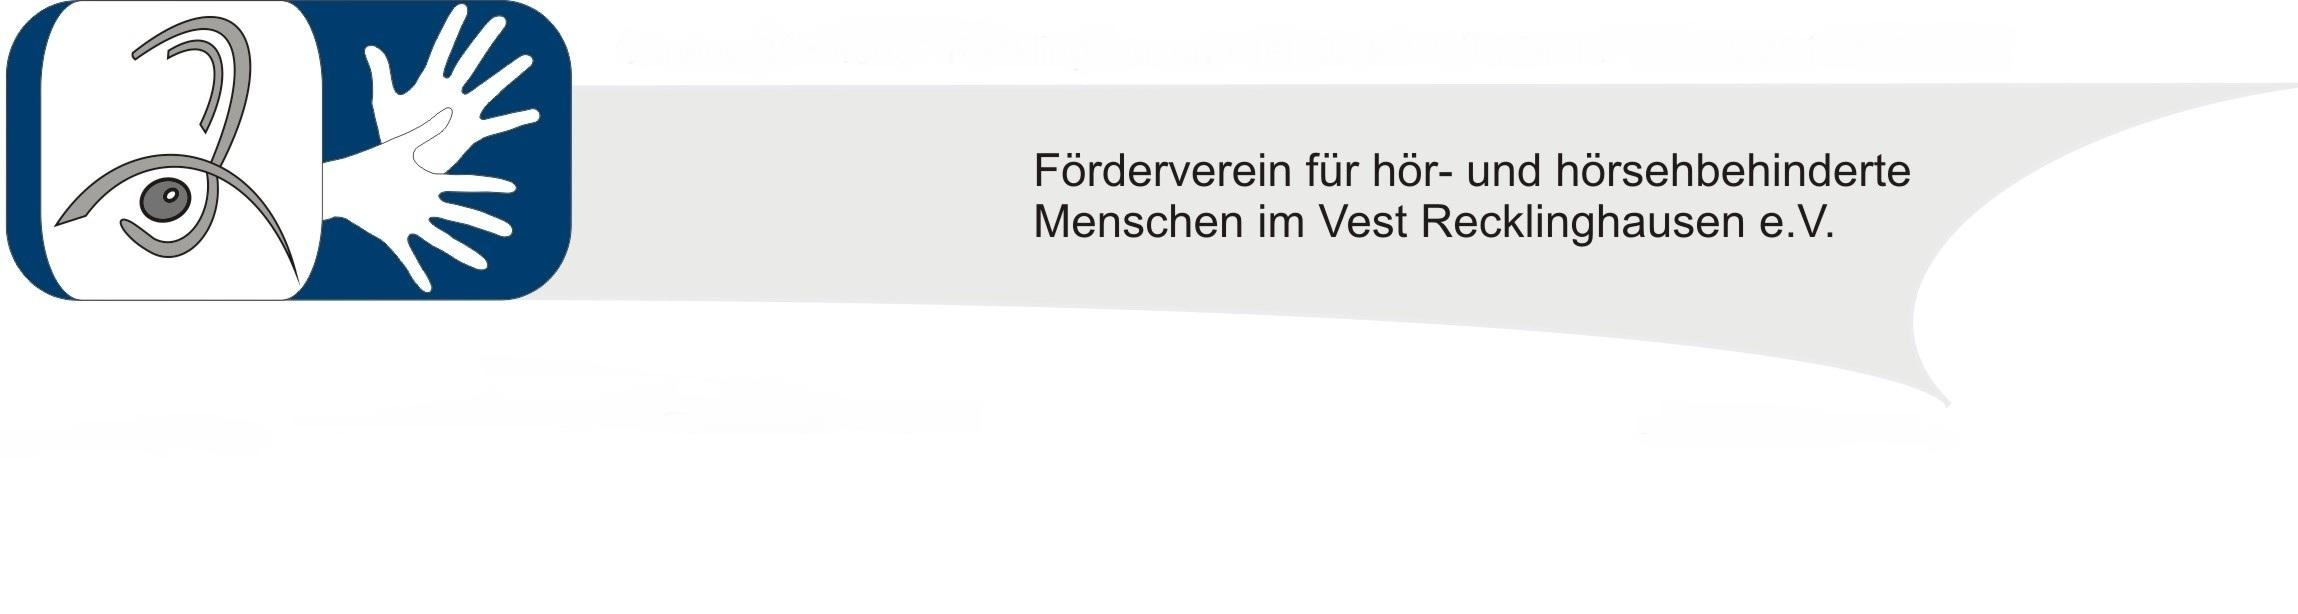 Förderverein für hör- und hörsehbehinderte
Menschen im Vest Recklinghausen e.V.